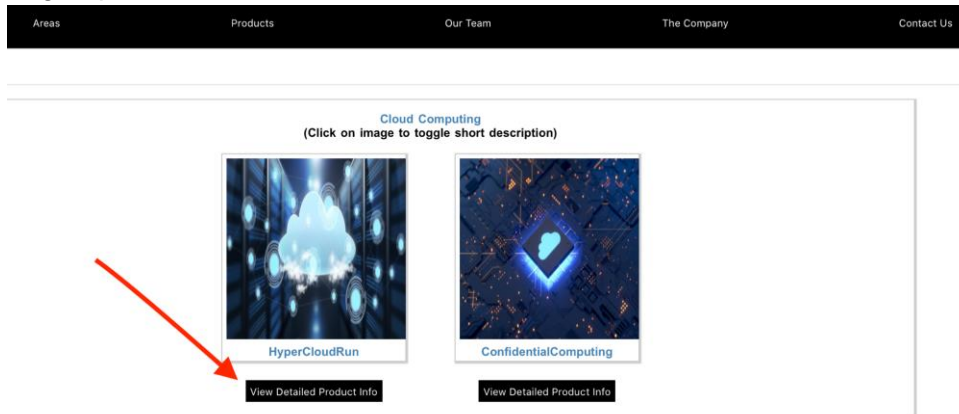 Areas Products Our Team The Company Contact Us
Cloud Computing
(Click on image to toggle short description)
HyperCloudRun ConfidentialComputing
View Detailed Product Info View Detailed Product Info